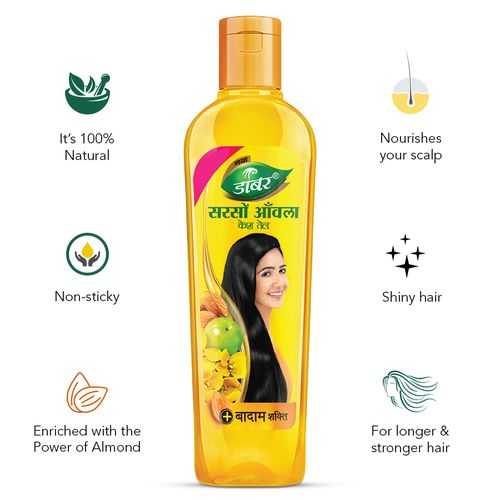 It's 100%
Natural
Nourishes
your scalp
नया
डाबर
सरसों आँवला
केश तेल
Non-sticky
Shiny hair
+ बादाम शक्ति
Enriched with the
Power of Almond
For longer &
stronger hair